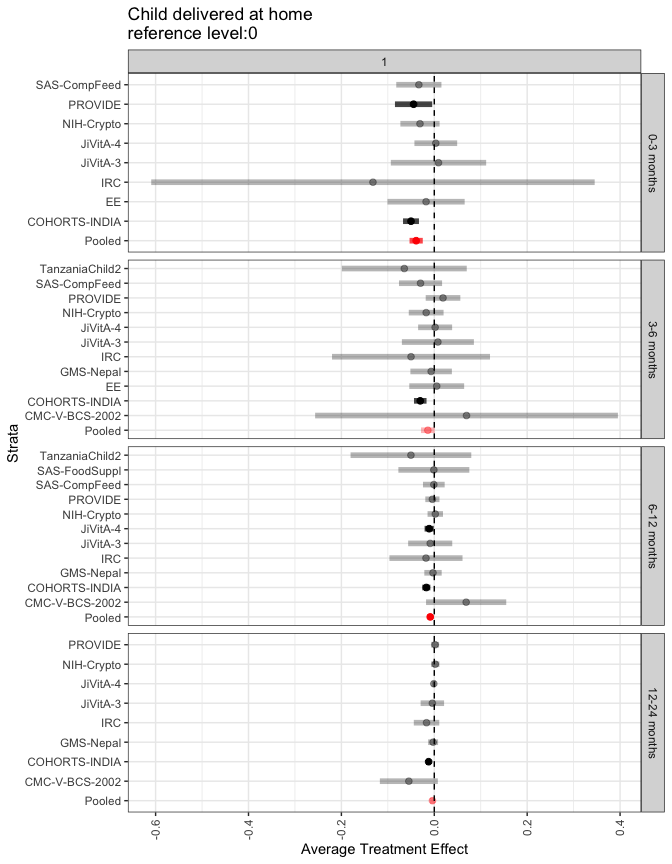 Child delivered at home
reference level:0
1
SAS-CompFeed
PROVIDE
NIH-Crypto
JiVitA-4
JiVitA-3
IRC
EE
COHORTS-INDIA
Pooled
0-3 months
TanzaniaChild2
SAS-CompFeed
PROVIDE
NIH-Crypto
JiVitA-4
JiVitA-3
IRC
GMS-Nepal
EE
COHORTS-INDIA
CMC-V-BCS-2002
Pooled
3-6 months
Strata
TanzaniaChild2
SAS-FoodSuppl
SAS-CompFeed
PROVIDE
NIH-Crypto
JiVitA-4
JiVitA-3
IRC
GMS-Nepal
COHORTS-INDIA
CMC-V-BCS-2002
Pooled
6-12 months
PROVIDE
NIH-Crypto
JiVitA-4
JiVitA-3
IRC
GMS-Nepal
COHORTS-INDIA
CMC-V-BCS-2002
Pooled
12-24 months
-0.6 -0.4 -0.2 0.0 0.2 0.4
Average Treatment Effect